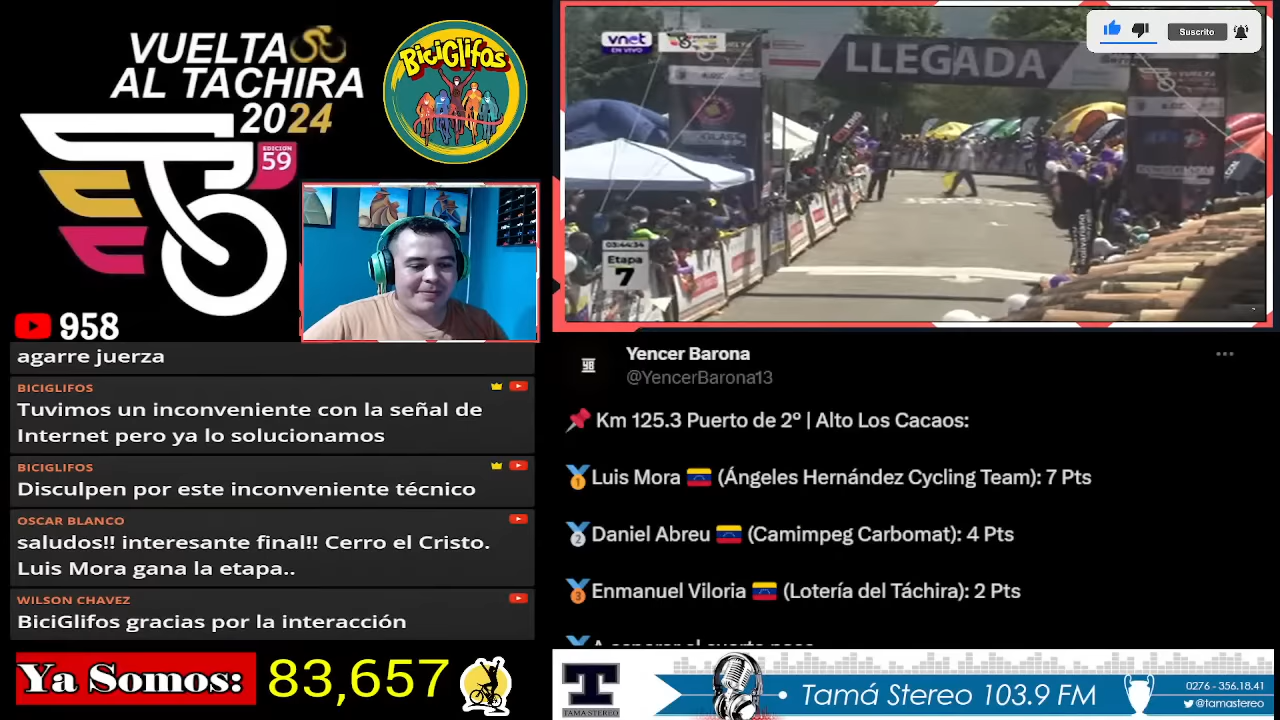 VUELTA
AL TACHIRA
2024
EDICION
59
BiciGlifos
958
agarre juerza
BICIGLIFOS
Tuvimos un inconveniente con la señal de
Internet pero ya lo solucionamos
BICIGLIFOS
Disculpen por este inconveniente técnico
OSCAR BLANCO
saludos!! interesante final!! Cerro el Cristo.
Luis Mora gana la etapa..
WILSON CHAVEZ
BiciGlifos gracias por la interacción
Ya Somos: 83,657
vnet
EN VIVO
LLEGADA
Suscrito
03:44:34
Etapa
7
Yencer Barona
@YencerBarona13
Km 125.3 Puerto de 2º | Alto Los Cacaos:
Luis Mora (Ángeles Hernández Cycling Team): 7 Pts
Daniel Abreu (Camimpeg Carbomat): 4 Pts
Enmanuel Viloria (Lotería del Táchira): 2 Pts
T
TAMA STEREO
Tamá Stereo 103.9 FM
0276 - 356.18.41
@tamastereo